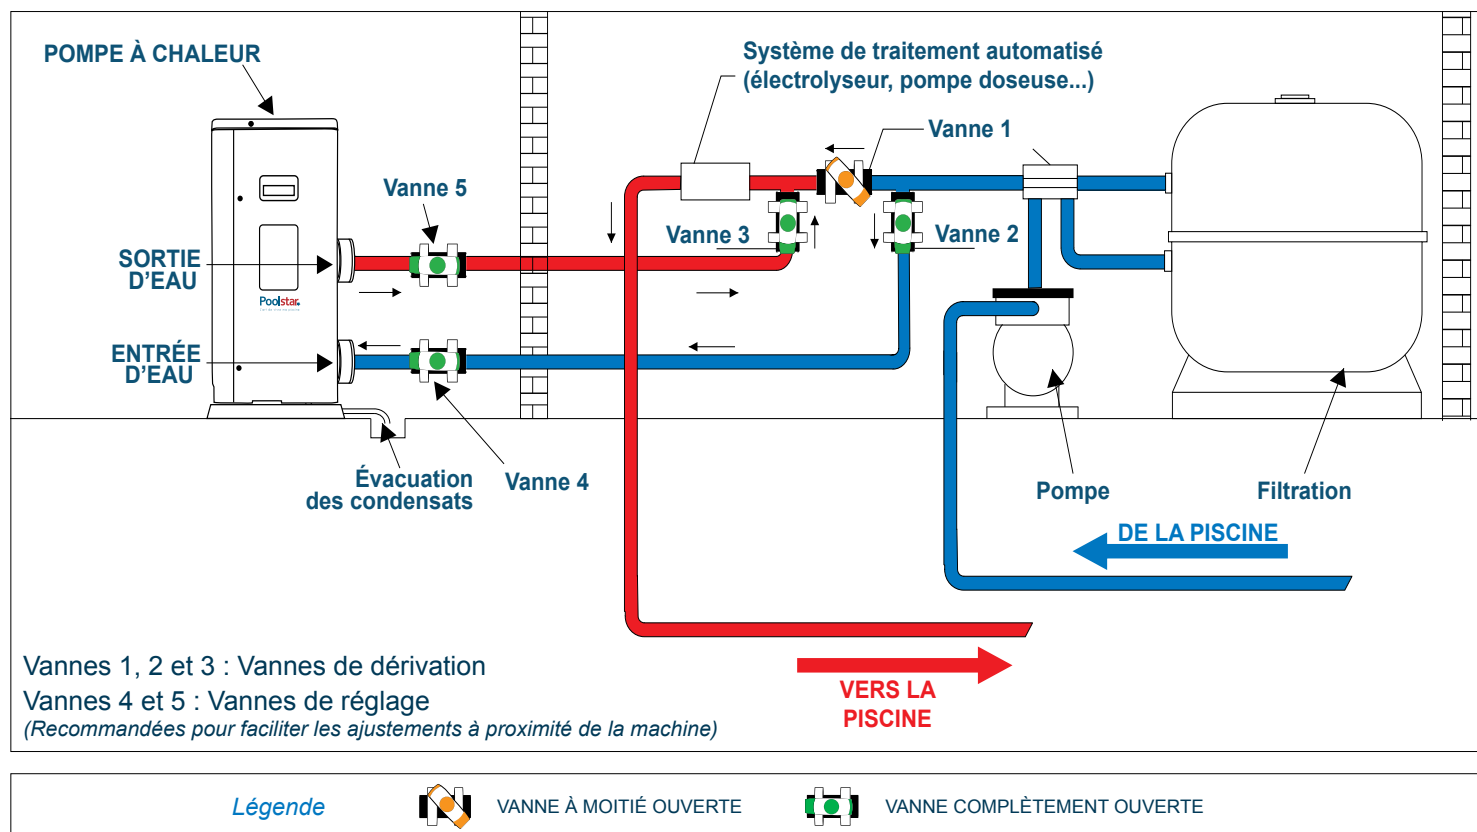 POMPE À CHALEUR
Système de traitement automatisé
(électrolyseur, pompe doseuse...)
Vanne 1
Vanne 5
Vanne 3
Vanne 2
SORTIE
D'EAU
Poolstar
ENTRÉE
D'EAU
Évacuation
des condensats
Vanne 4
Pompe
Filtration
DE LA PISCINE
VERS LA
PISCINE
Vannes 1, 2 et 3 : Vannes de dérivation
Vannes 4 et 5 : Vannes de réglage
(Recommandées pour faciliter les ajustements à proximité de la machine)
Légende
VANNE À MOITIÉ OUVERTE
VANNE COMPLÈTEMENT OUVERTE